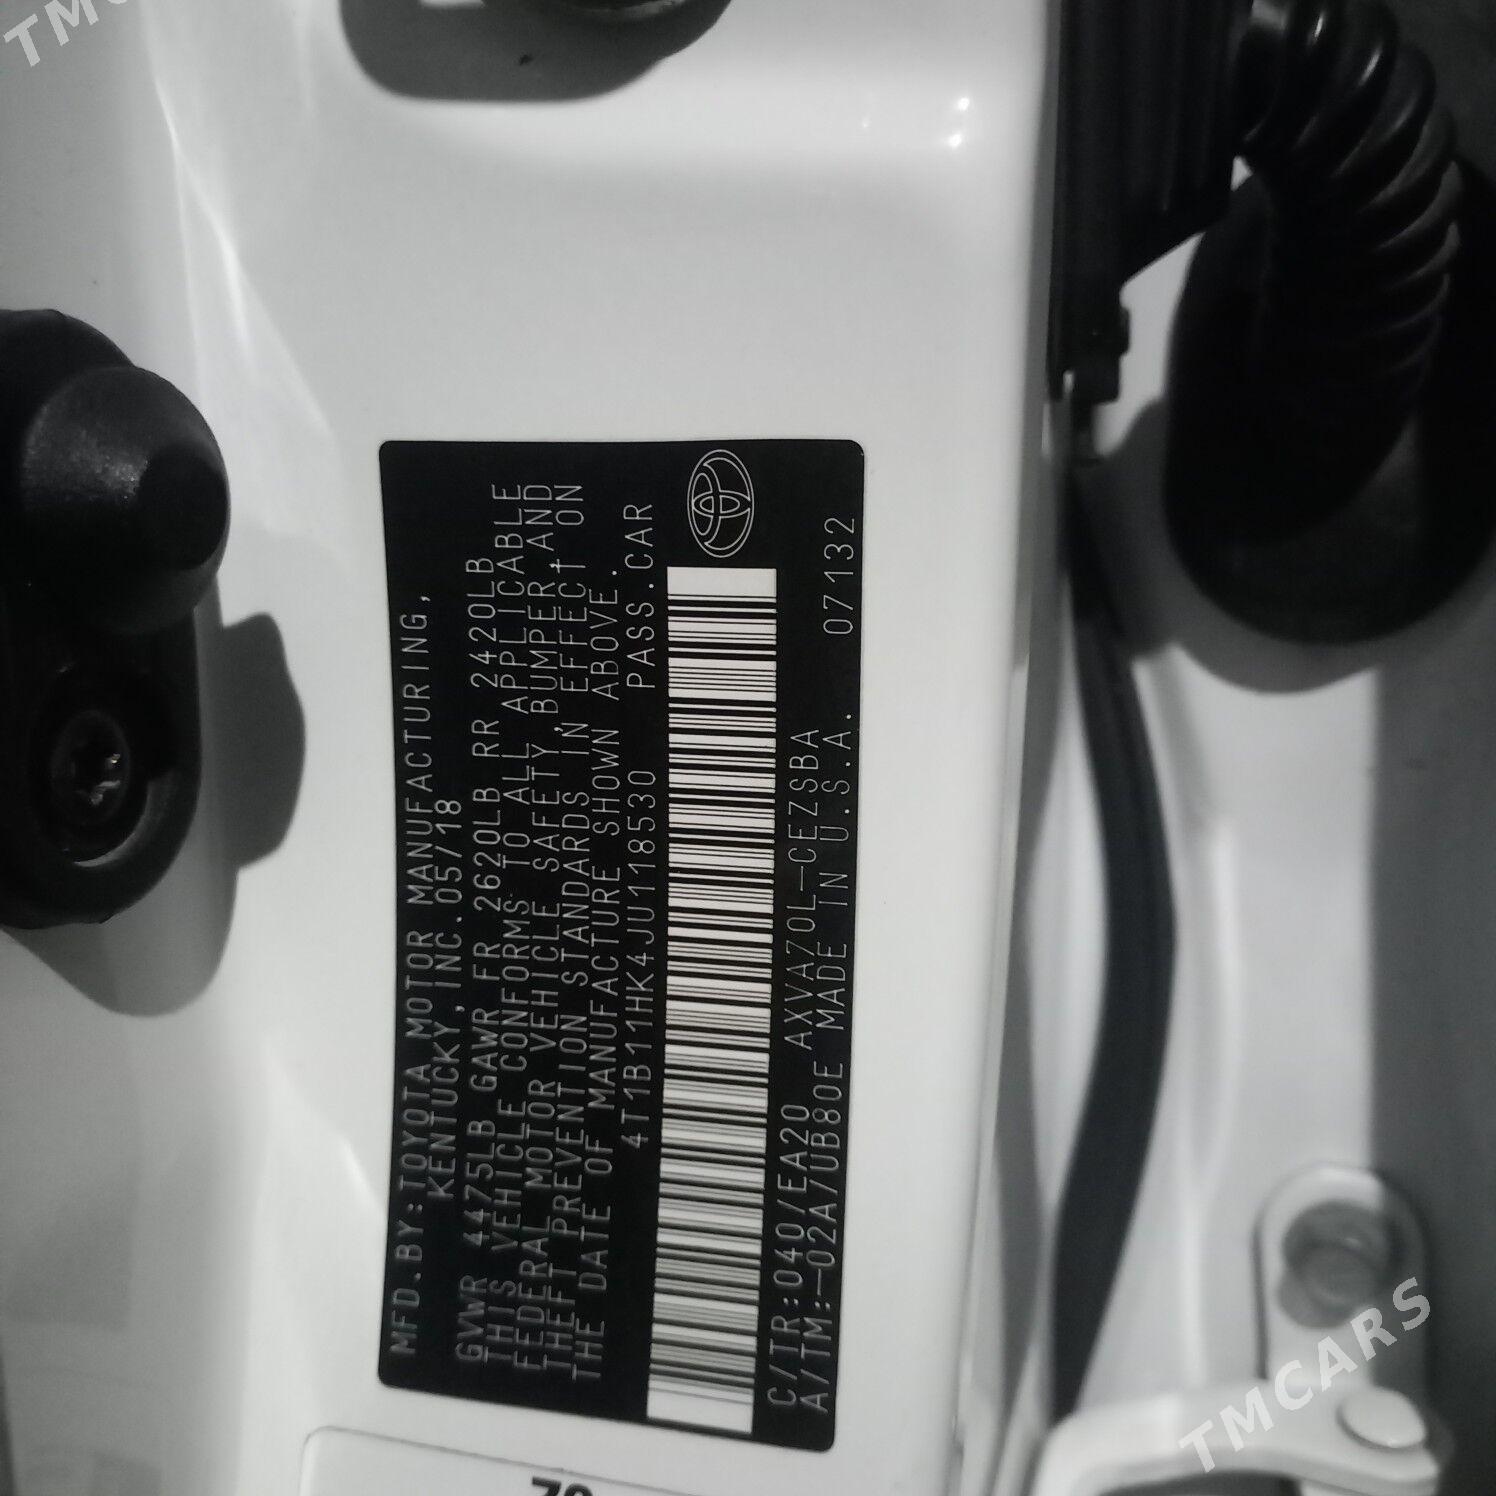 MFD.BY:TOYOTA MOTOR MANUFACTURING,
KENTUCKY,INC.05/18
GVWR 4475LB GAWR FR 2620LB RR 2420LB
THIS VEHICLE CONFORMS TO ALL APPLICABLE
FEDERAL MOTOR VEHICLE SAFETY,BUMPER,AND
THEFT PREVENTION STANDARDS IN EFFECT ON
THE DATE OF MANUFACTURE SHOWN ABOVE.
4T1B11HK4JU118530 PASS.CAR
C/TR:040/EA20 AXVA70L-CEZSBA
A/TM:-02A/UB80E MADE IN U.S.A. 07132
TMCARS